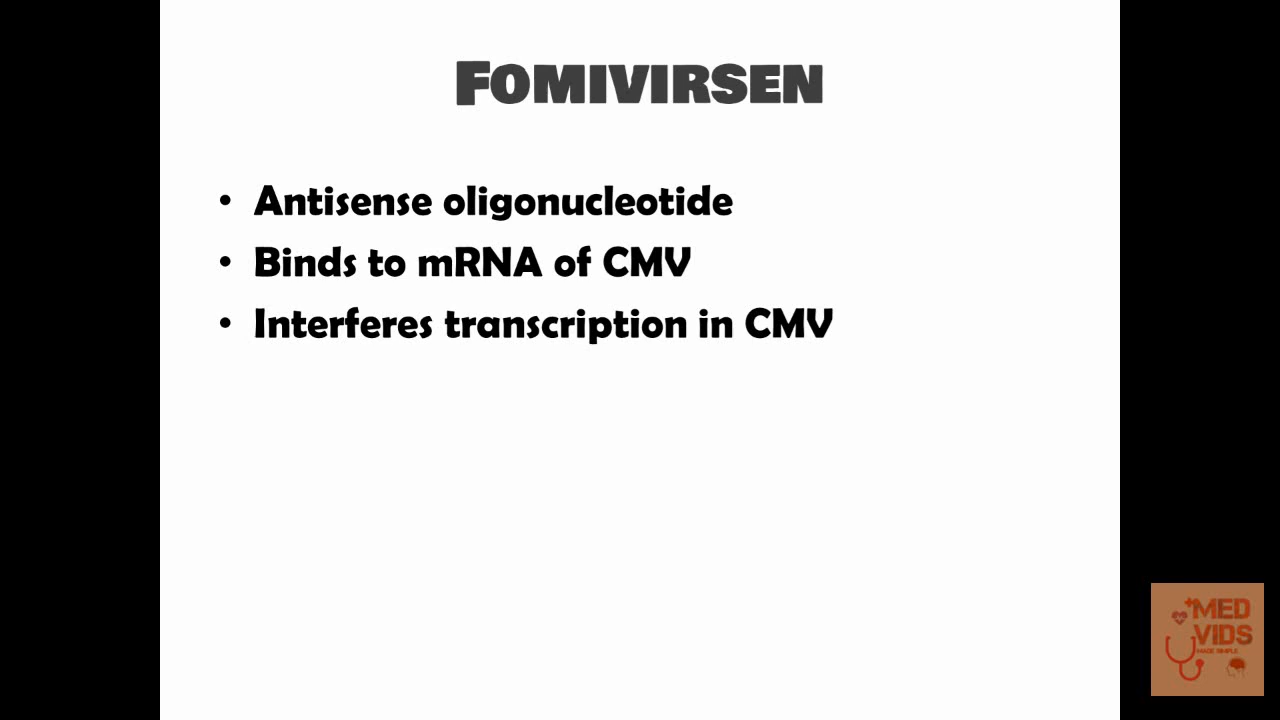 FOMIVIRSEN
• Antisense oligonucleotide
• Binds to mRNA of CMV
• Interferes transcription in CMV
MED
VIDS
MADE SIMPLE